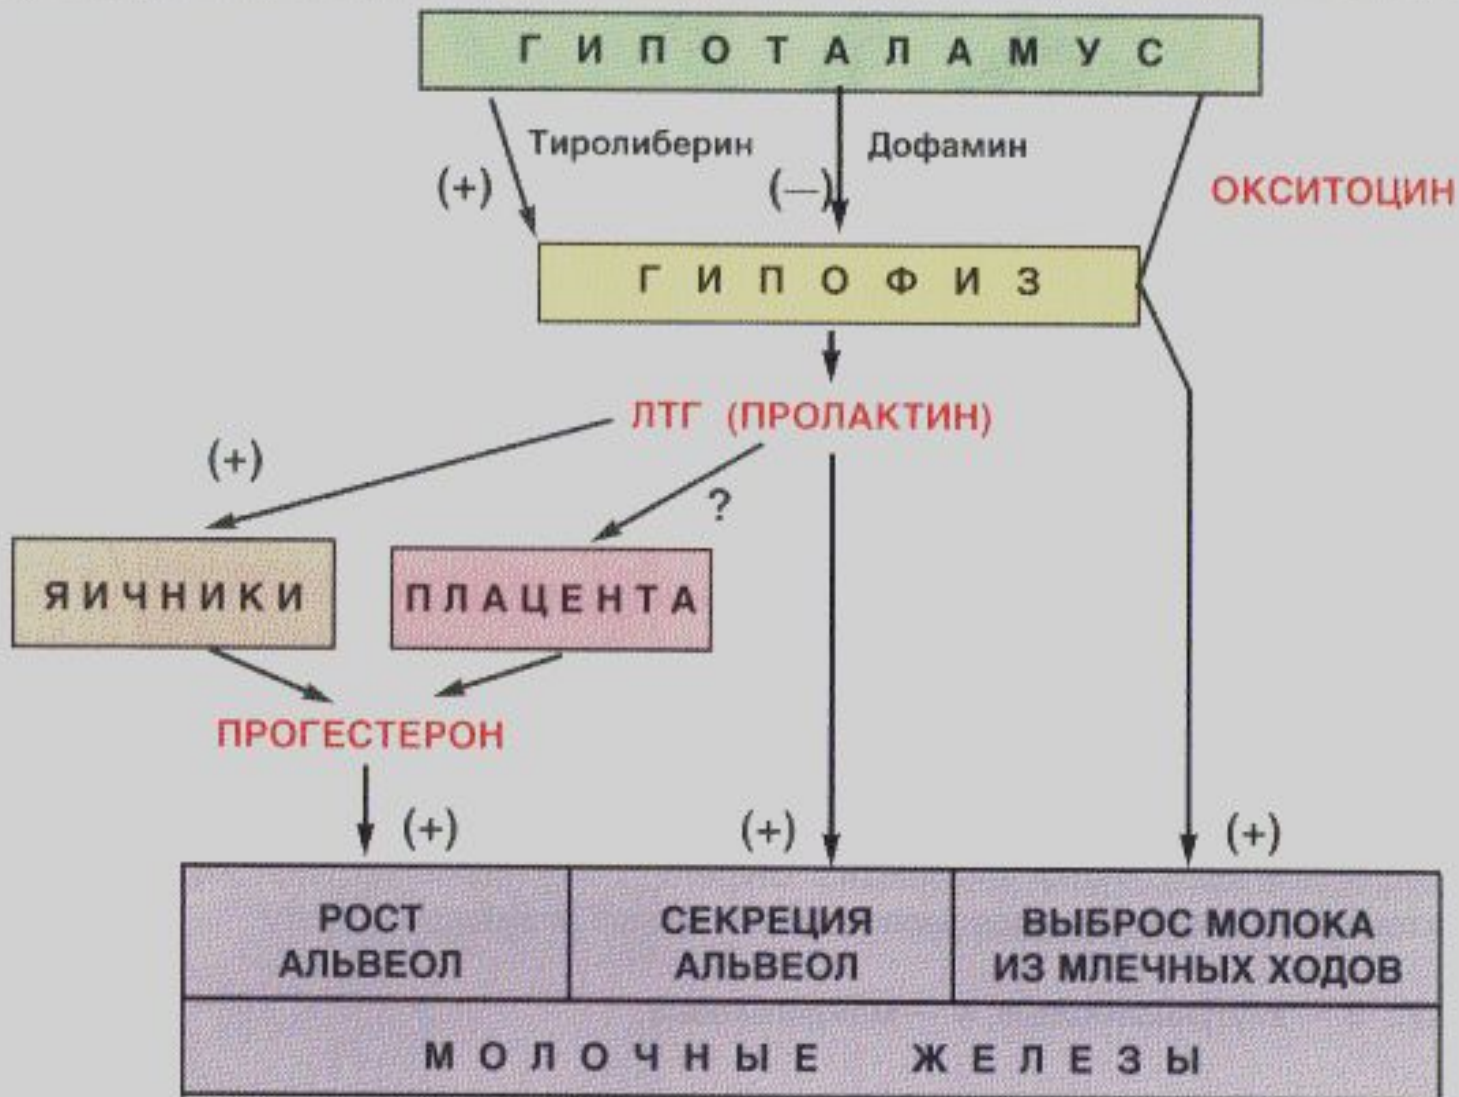 ГИПОТАЛАМУС
Тиролиберин
Дофамин
(+)
(—)
ОКСИТОЦИН
ГИПОФИЗ
ЛТГ (ПРОЛАКТИН)
(+)
?
ЯИЧНИКИ
ПЛАЦЕНТА
ПРОГЕСТЕРОН
(+)
(+)
(+)
РОСТ
АЛЬВЕОЛ
СЕКРЕЦИЯ
АЛЬВЕОЛ
ВЫБРОС МОЛОКА
ИЗ МЛЕЧНЫХ ХОДОВ
МОЛОЧНЫЕ ЖЕЛЕЗЫ